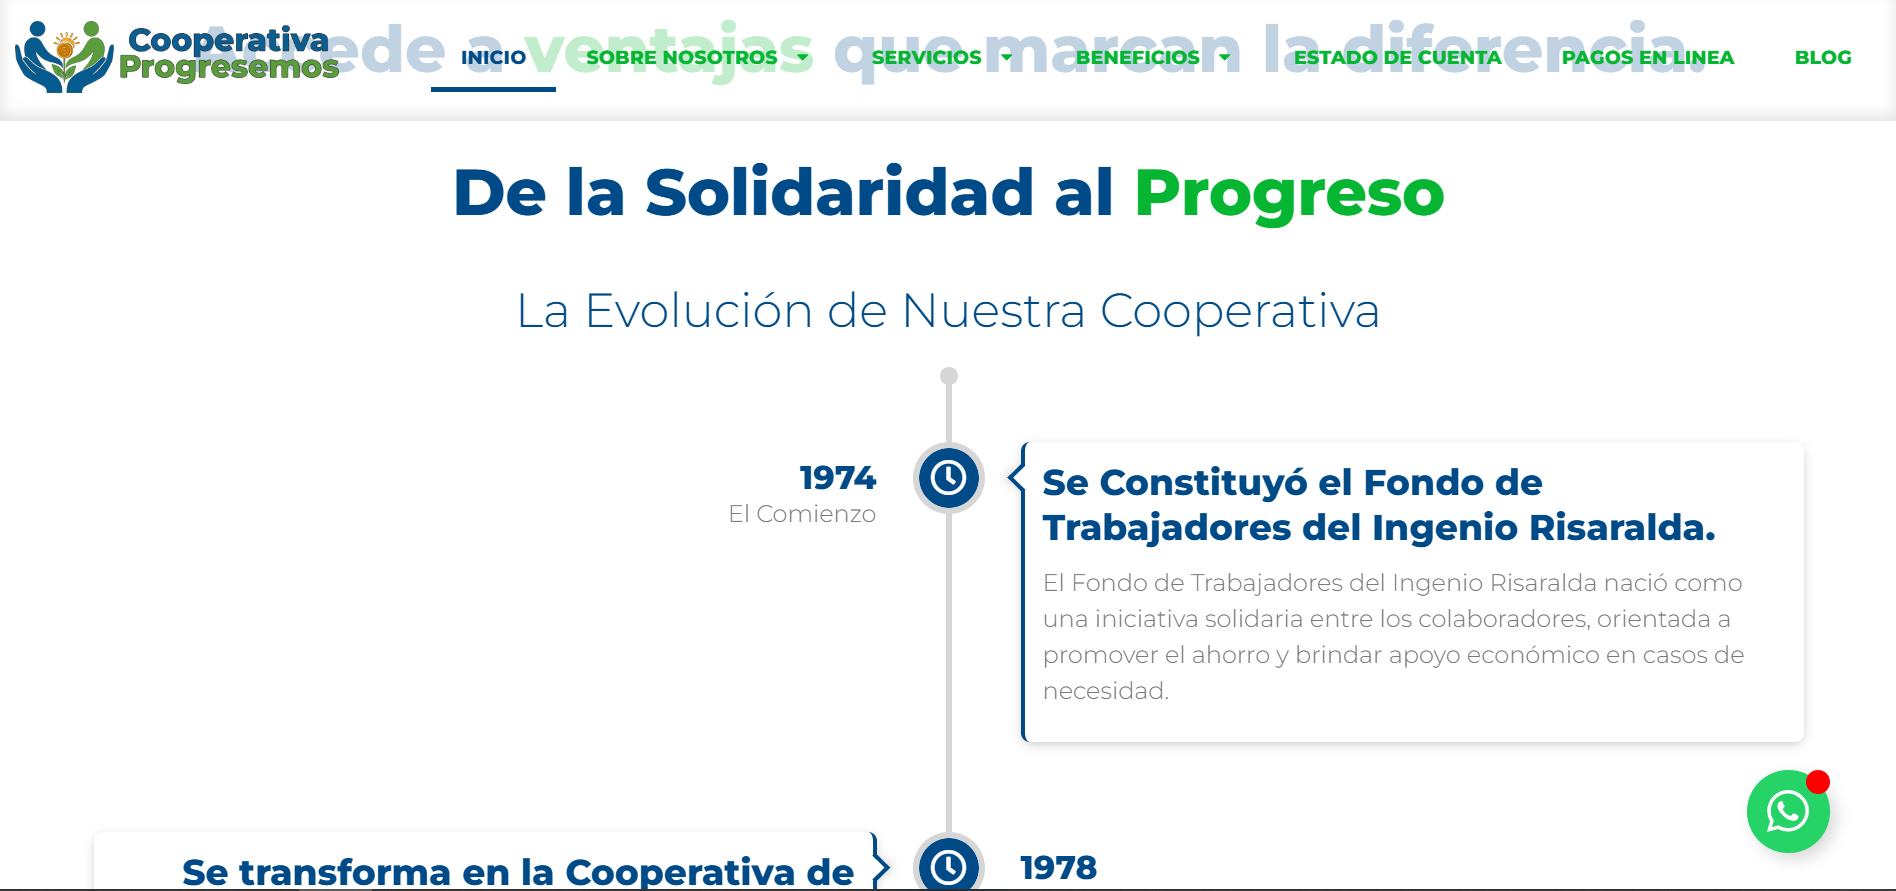 Accede a ventajas que marcan la diferencia.
Cooperativa
Progresemos
INICIO
SOBRE NOSOTROS
SERVICIOS
BENEFICIOS
ESTADO DE CUENTA
PAGOS EN LINEA
BLOG
De la Solidaridad al Progreso
La Evolución de Nuestra Cooperativa
1974
El Comienzo
Se Constituyó el Fondo de
Trabajadores del Ingenio Risaralda.
El Fondo de Trabajadores del Ingenio Risaralda nació como
una iniciativa solidaria entre los colaboradores, orientada a
promover el ahorro y brindar apoyo económico en casos de
necesidad.
Se transforma en la Cooperativa de
1978